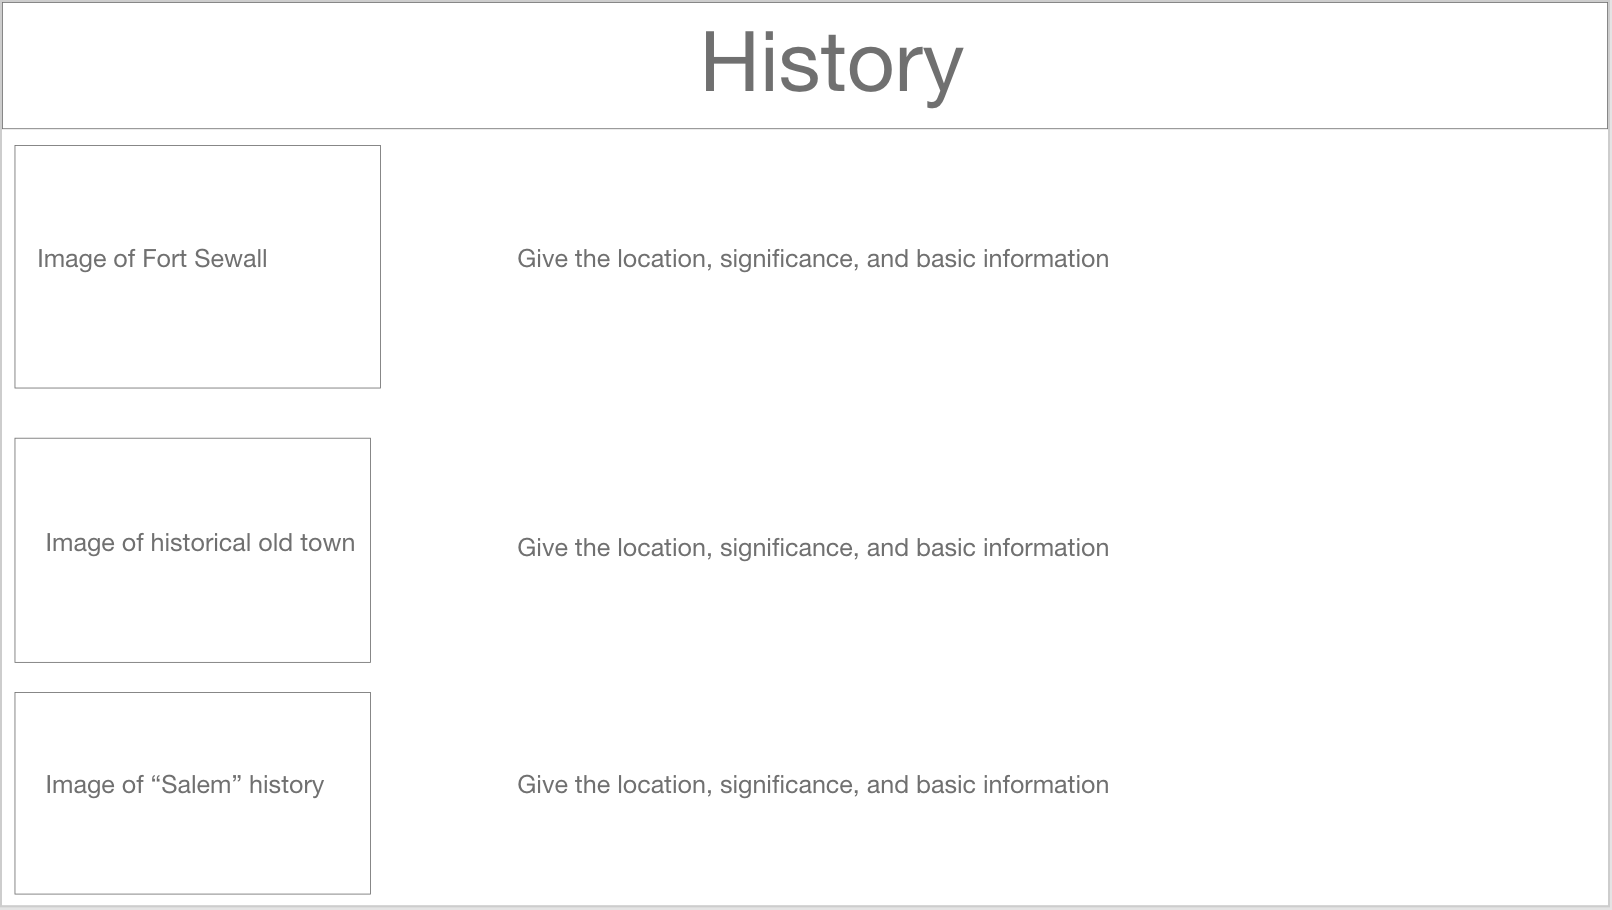 History
Image of Fort Sewall
Give the location, significance, and basic information
Image of historical old town
Give the location, significance, and basic information
Image of “Salem” history
Give the location, significance, and basic information